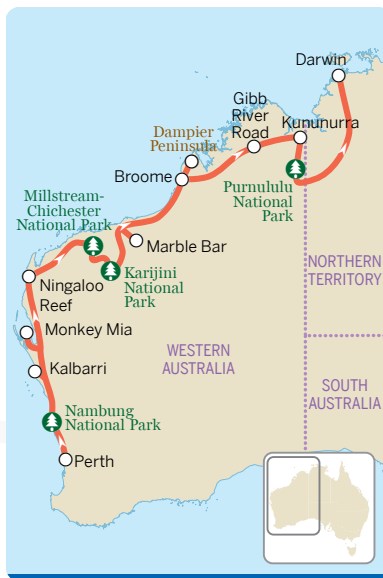 Darwin
Gibb
River
Road
Kununurra
Dampier
Peninsula
Broome
Purnululu
National
Park
Millstream-
Chichester
National Park
Marble Bar
Karijini
National
Park
Ningaloo
Reef
NORTHERN
TERRITORY
Monkey Mia
WESTERN
AUSTRALIA
Kalbarri
SOUTH
AUSTRALIA
Nambung
National Park
Perth